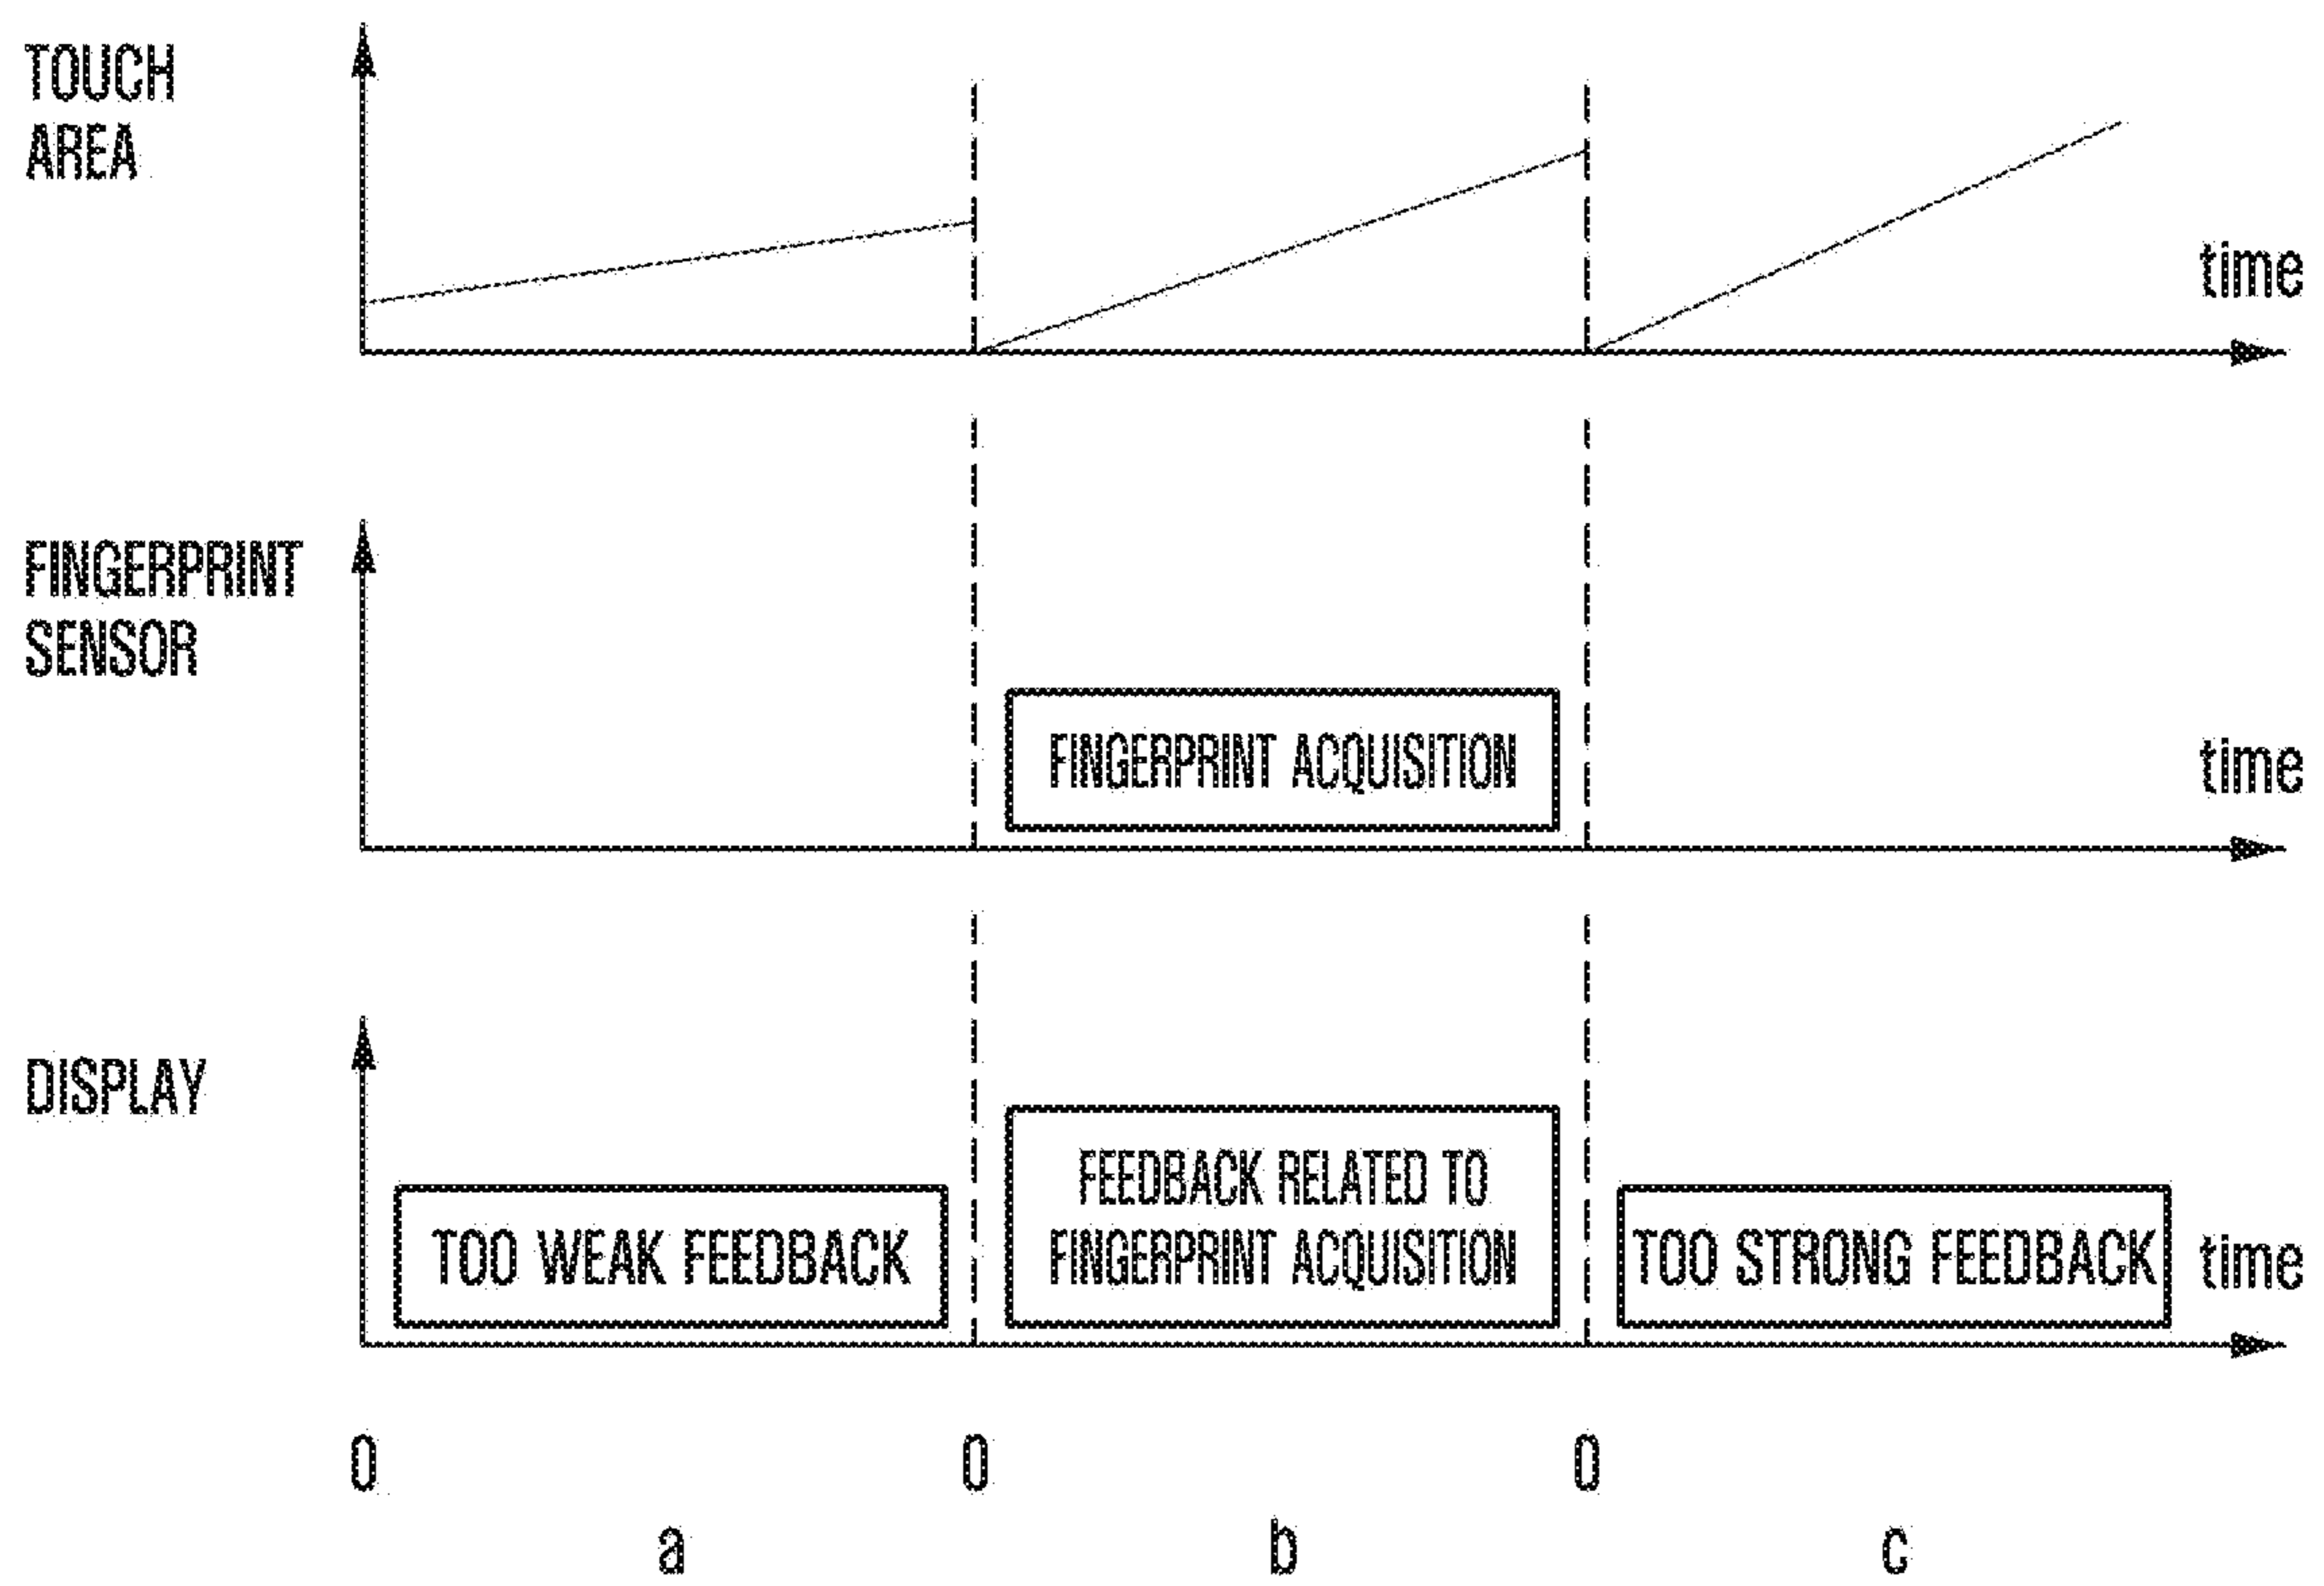 TOUCH
AREA
time
FINGERPRINT
SENSOR
FINGERPRINT ACQUISITION
time
DISPLAY
TOO WEAK FEEDBACK
FEEDBACK RELATED TO
FINGERPRINT ACQUISITION
TOO STRONG FEEDBACK
time
0 0 0
a b c